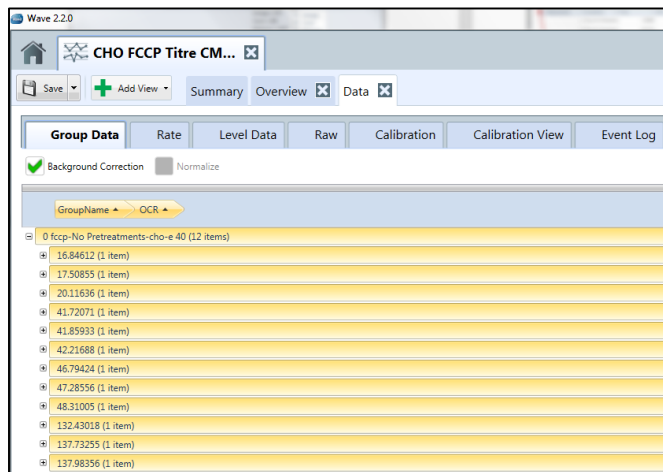 Wave 2.2.0
CHO FCCP Titre CM...
Save Add View Summary Overview Data
Group Data Rate Level Data Raw Calibration Calibration View Event Log
Background Correction Normalize
GroupName OCR
0 fccp-No Pretreatments-cho-e 40 (12 items)
16.84612 (1 item)
17.50855 (1 item)
20.11636 (1 item)
41.72071 (1 item)
41.85933 (1 item)
42.21688 (1 item)
46.79424 (1 item)
47.28556 (1 item)
48.31005 (1 item)
132.43018 (1 item)
137.73255 (1 item)
137.98356 (1 item)